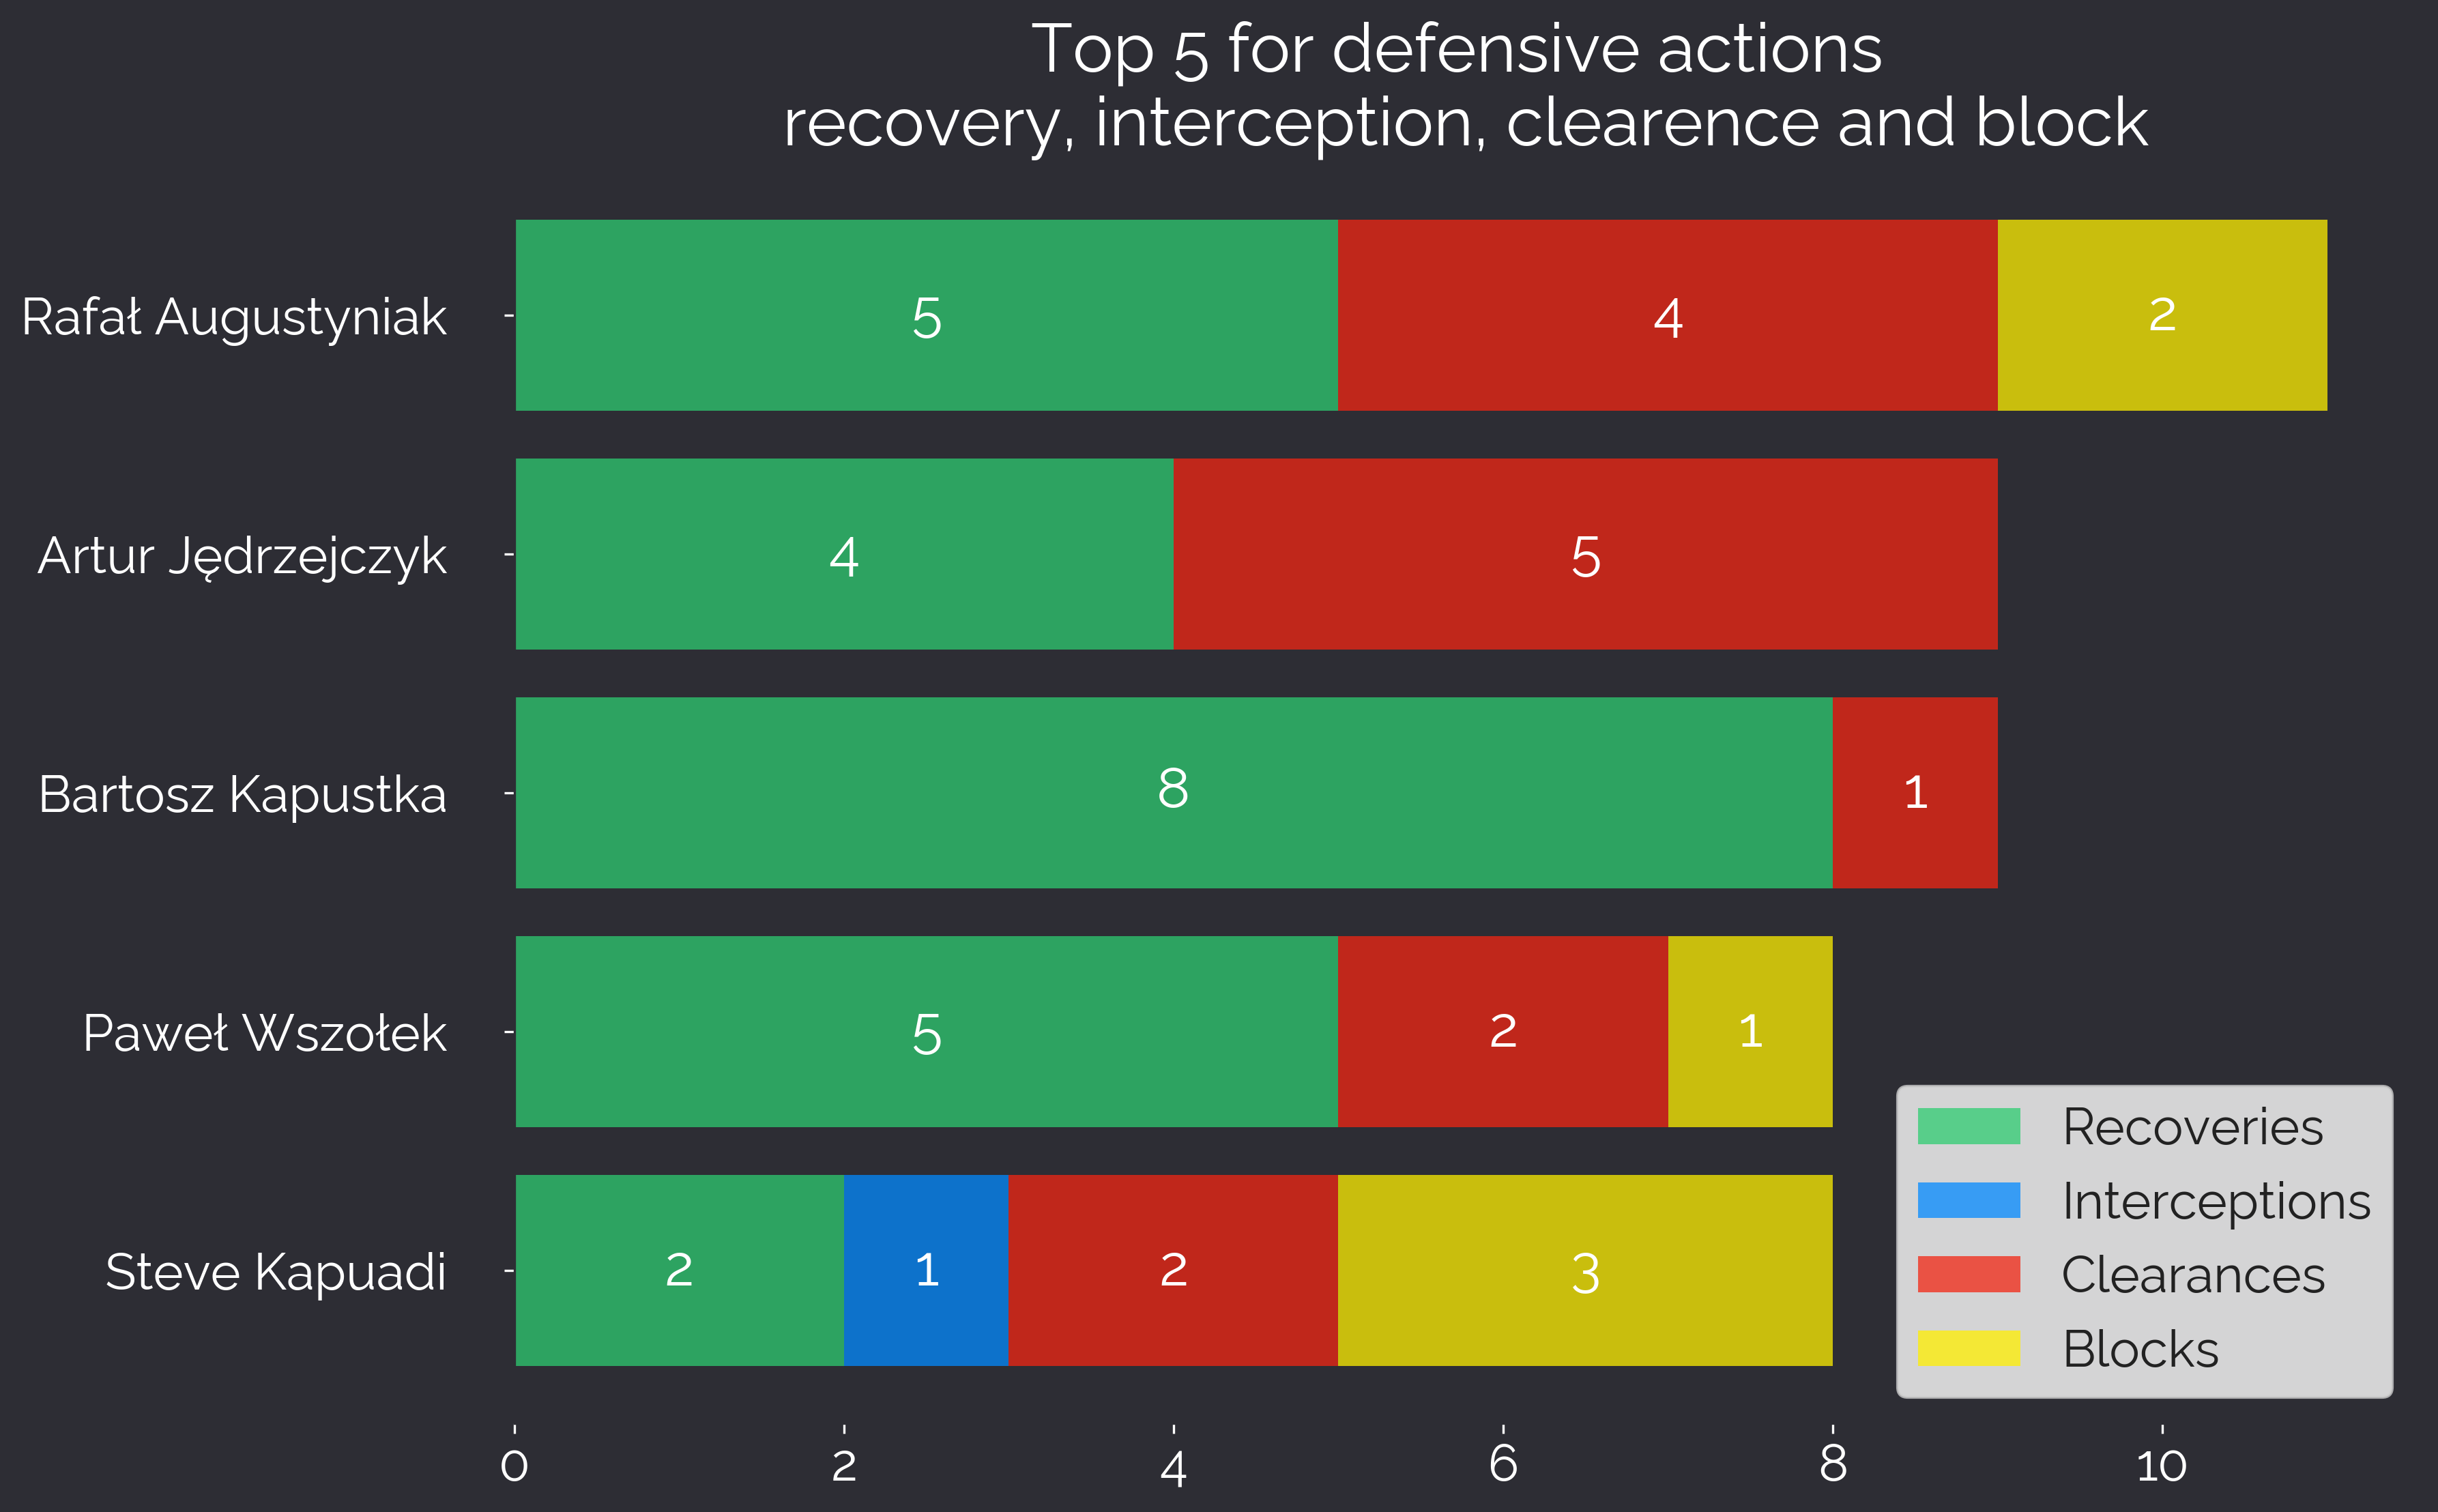 Top 5 for defensive actions
recovery, interception, clearence and block
Rafał Augustyniak
5 4 2
Artur Jędrzejczyk
4 5
Bartosz Kapustka
8 1
Paweł Wszołek
5 2 1
Steve Kapuadi
2 1 2 3
Recoveries
Interceptions
Clearances
Blocks
0 2 4 6 8 10